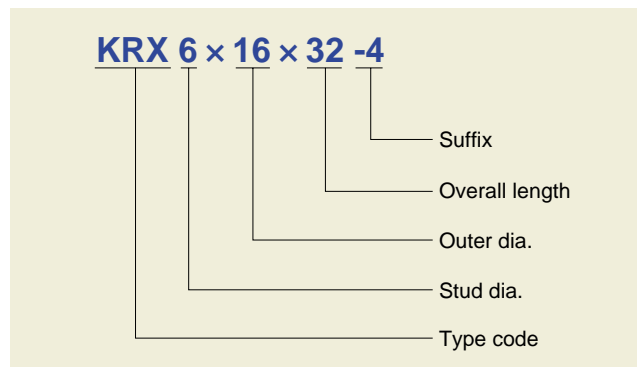 KRX 6 × 16 × 32 -4
Suffix
Overall length
Outer dia.
Stud dia.
Type code